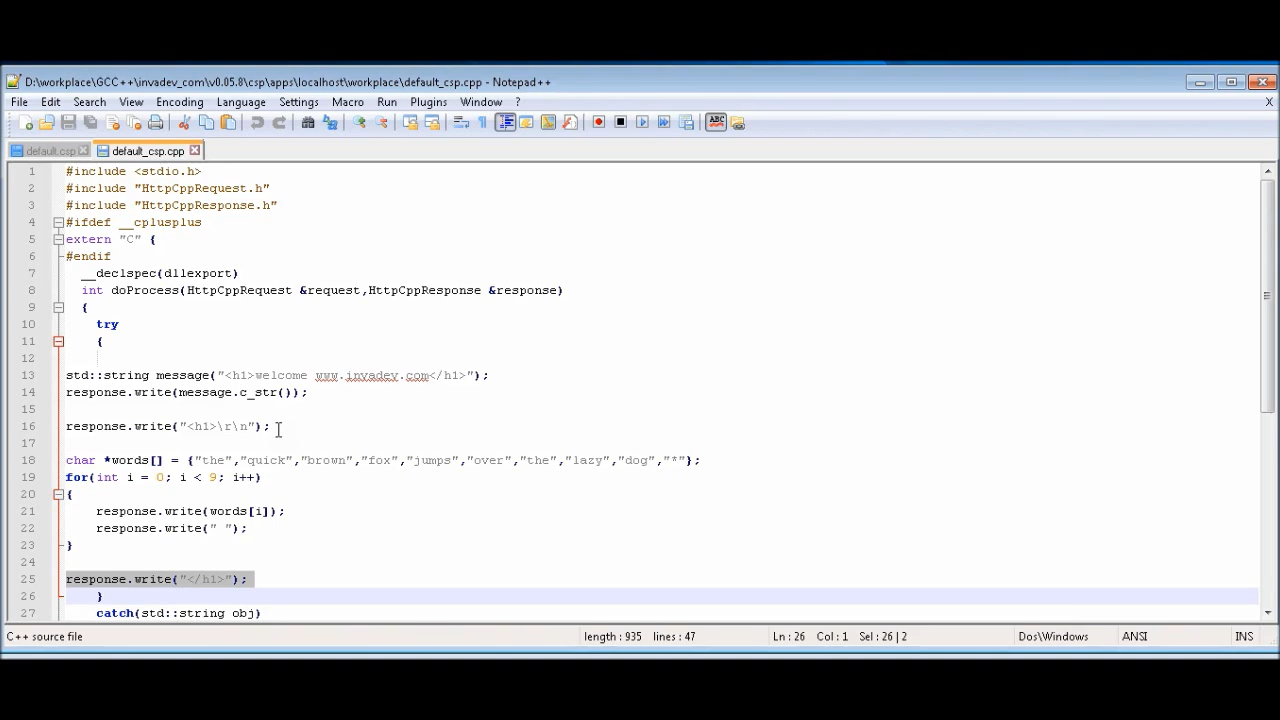 D:\workplace\GCC++\invadev_com\v0.05.8\csp\apps\localhost\workplace\default_csp.cpp - Notepad++
File Edit Search View Encoding Language Settings Macro Run Plugins Window ? X
ABC
default.csp default_csp.cpp
1 #include <stdio.h>
2 #include "HttpCppRequest.h"
3 #include "HttpCppResponse.h"
4 #ifdef __cplusplus
5 extern "C" {
6 #endif
7 __declspec(dllexport)
8 int doProcess(HttpCppRequest &request,HttpCppResponse &response)
9 {
10 try
11 {
12
13 std::string message("<h1>welcome www.invadev.com</h1>");
14 response.write(message.c_str());
15
16 response.write("<h1>\r\n");
17
18 char *words[] = {"the","quick","brown","fox","jumps","over","the","lazy","dog","*"};
19 for(int i = 0; i < 9; i++)
20 {
21 response.write(words[i]);
22 response.write(" ");
23 }
24
25 response.write("</h1>");
26 }
27 catch(std::string obj)
C++ source file length : 935 lines : 47 Ln : 26 Col : 1 Sel : 26 | 2 Dos\Windows ANSI INS